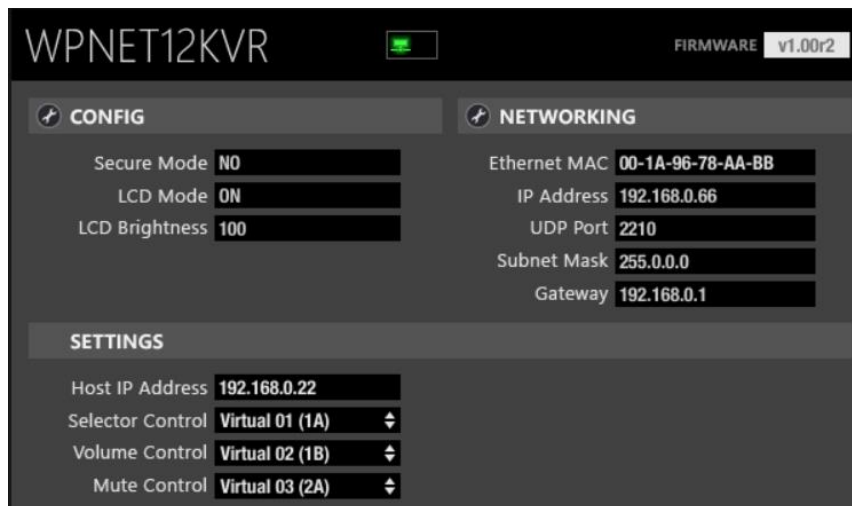 WPNET12KVR FIRMWARE v1.00r2
CONFIG
Secure Mode NO
LCD Mode ON
LCD Brightness 100
NETWORKING
Ethernet MAC 00-1A-96-78-AA-BB
IP Address 192.168.0.66
UDP Port 2210
Subnet Mask 255.0.0.0
Gateway 192.168.0.1
SETTINGS
Host IP Address 192.168.0.22
Selector Control Virtual 01 (1A)
Volume Control Virtual 02 (1B)
Mute Control Virtual 03 (2A)